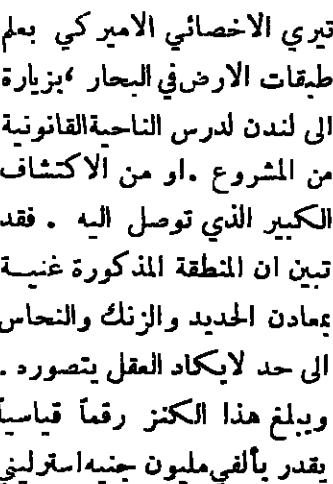 تيري الاخصائي الاميركي بعلم
طبقات الارض في البحار ، بزيارة
الى لندن لدرس الناحية القانونية
من المشروع . او من الاكتشاف
الكبير الذي توصل اليه . فقد
تبين ان المنطقة المذكورة غنيــة
بمعادن الحديد والزنك والنحاس
الى حد لايكاد العقل يتصوره .
ويبلغ هذا الكنز رقماً قياسياً
يقدر بألفي مليون جنيه استرليني